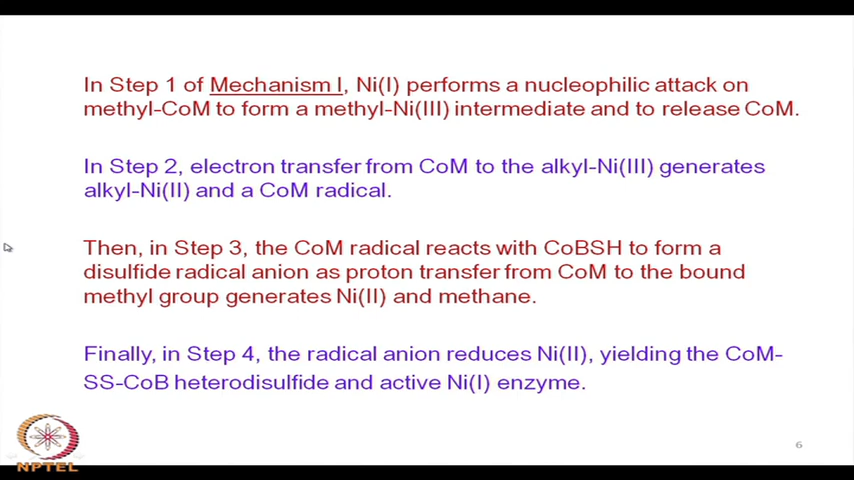 In Step 1 of Mechanism I, Ni(I) performs a nucleophilic attack on
methyl-CoM to form a methyl-Ni(III) intermediate and to release CoM.
In Step 2, electron transfer from CoM to the alkyl-Ni(III) generates
alkyl-Ni(II) and a CoM radical.
Then, in Step 3, the CoM radical reacts with CoBSH to form a
disulfide radical anion as proton transfer from CoM to the bound
methyl group generates Ni(II) and methane.
Finally, in Step 4, the radical anion reduces Ni(II), yielding the CoM-
SS-CoB heterodisulfide and active Ni(I) enzyme.
6
NPTEL